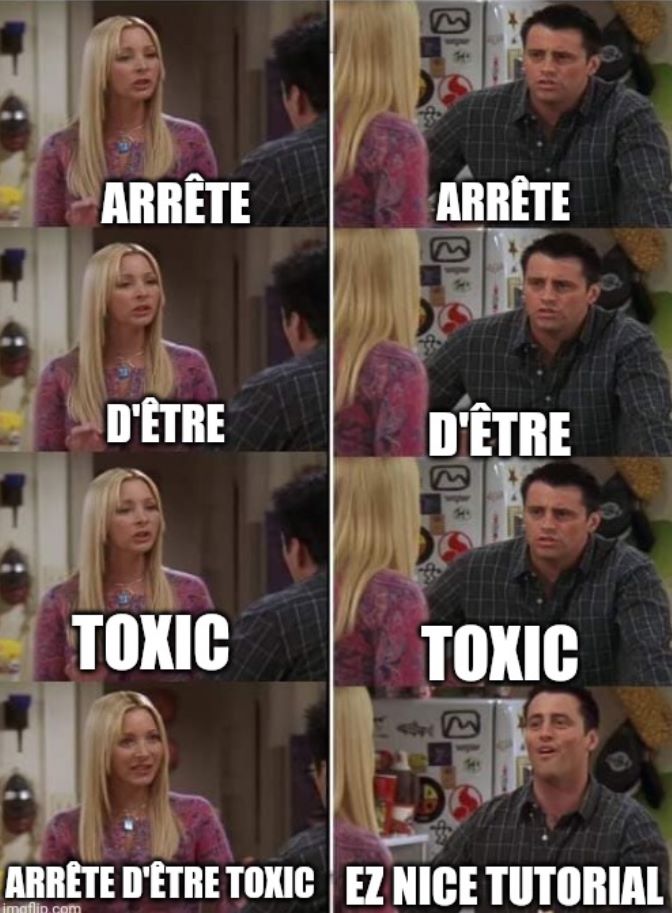 ARRÊTE
ARRÊTE
D'ÊTRE
D'ÊTRE
TOXIC
TOXIC
ARRÊTE D'ÊTRE TOXIC
EZ NICE TUTORIAL
imgflip.com